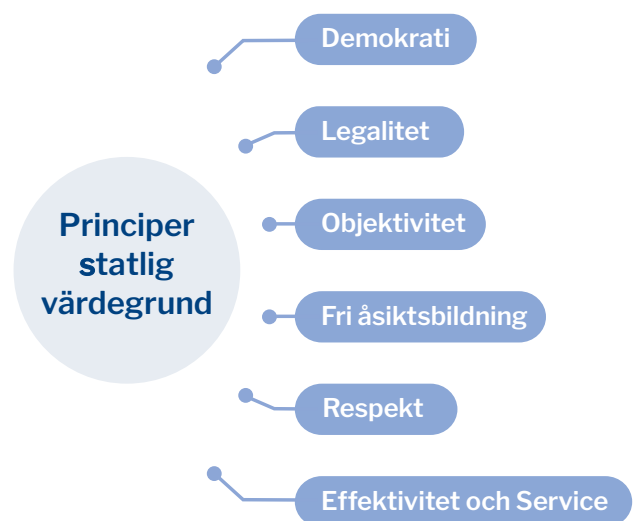 Principer
statlig
värdegrund
Demokrati
Legalitet
Objektivitet
Fri åsiktsbildning
Respekt
Effektivitet och Service